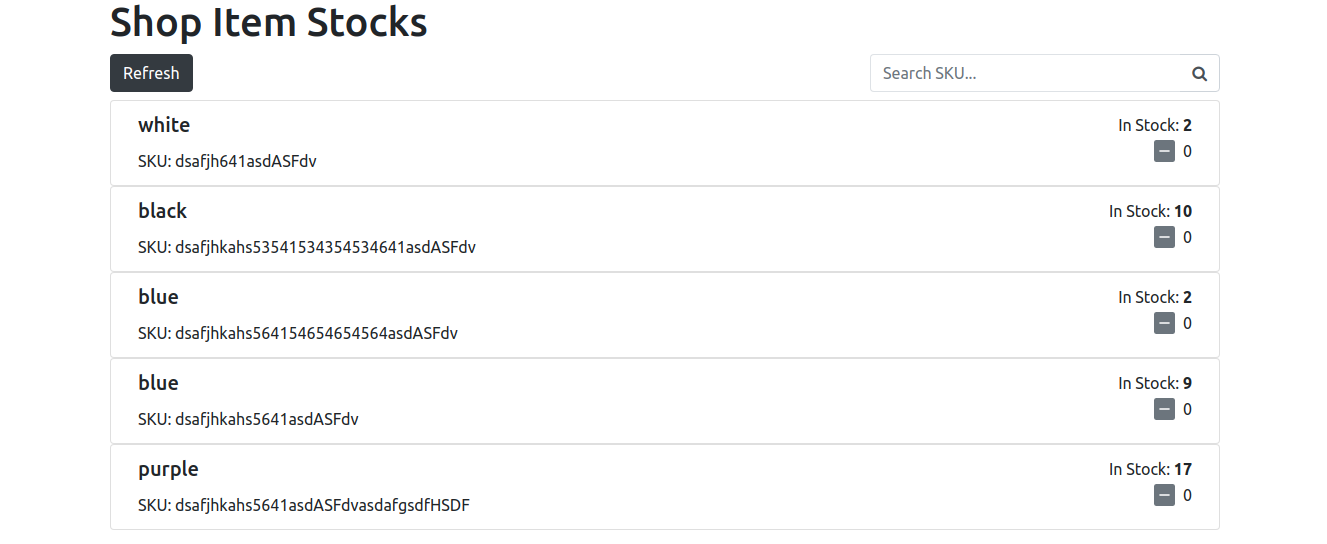 Shop Item Stocks
Refresh
Search SKU...
white
In Stock: 2
0
SKU: dsafjh641asdASFdv
black
In Stock: 10
0
SKU: dsafjhkahs53541534354534641asdASFdv
blue
In Stock: 2
0
SKU: dsafjhkahs564154654654564asdASFdv
blue
In Stock: 9
0
SKU: dsafjhkahs5641asdASFdv
purple
In Stock: 17
0
SKU: dsafjhkahs5641asdASFdvasdafgsdfHSDF